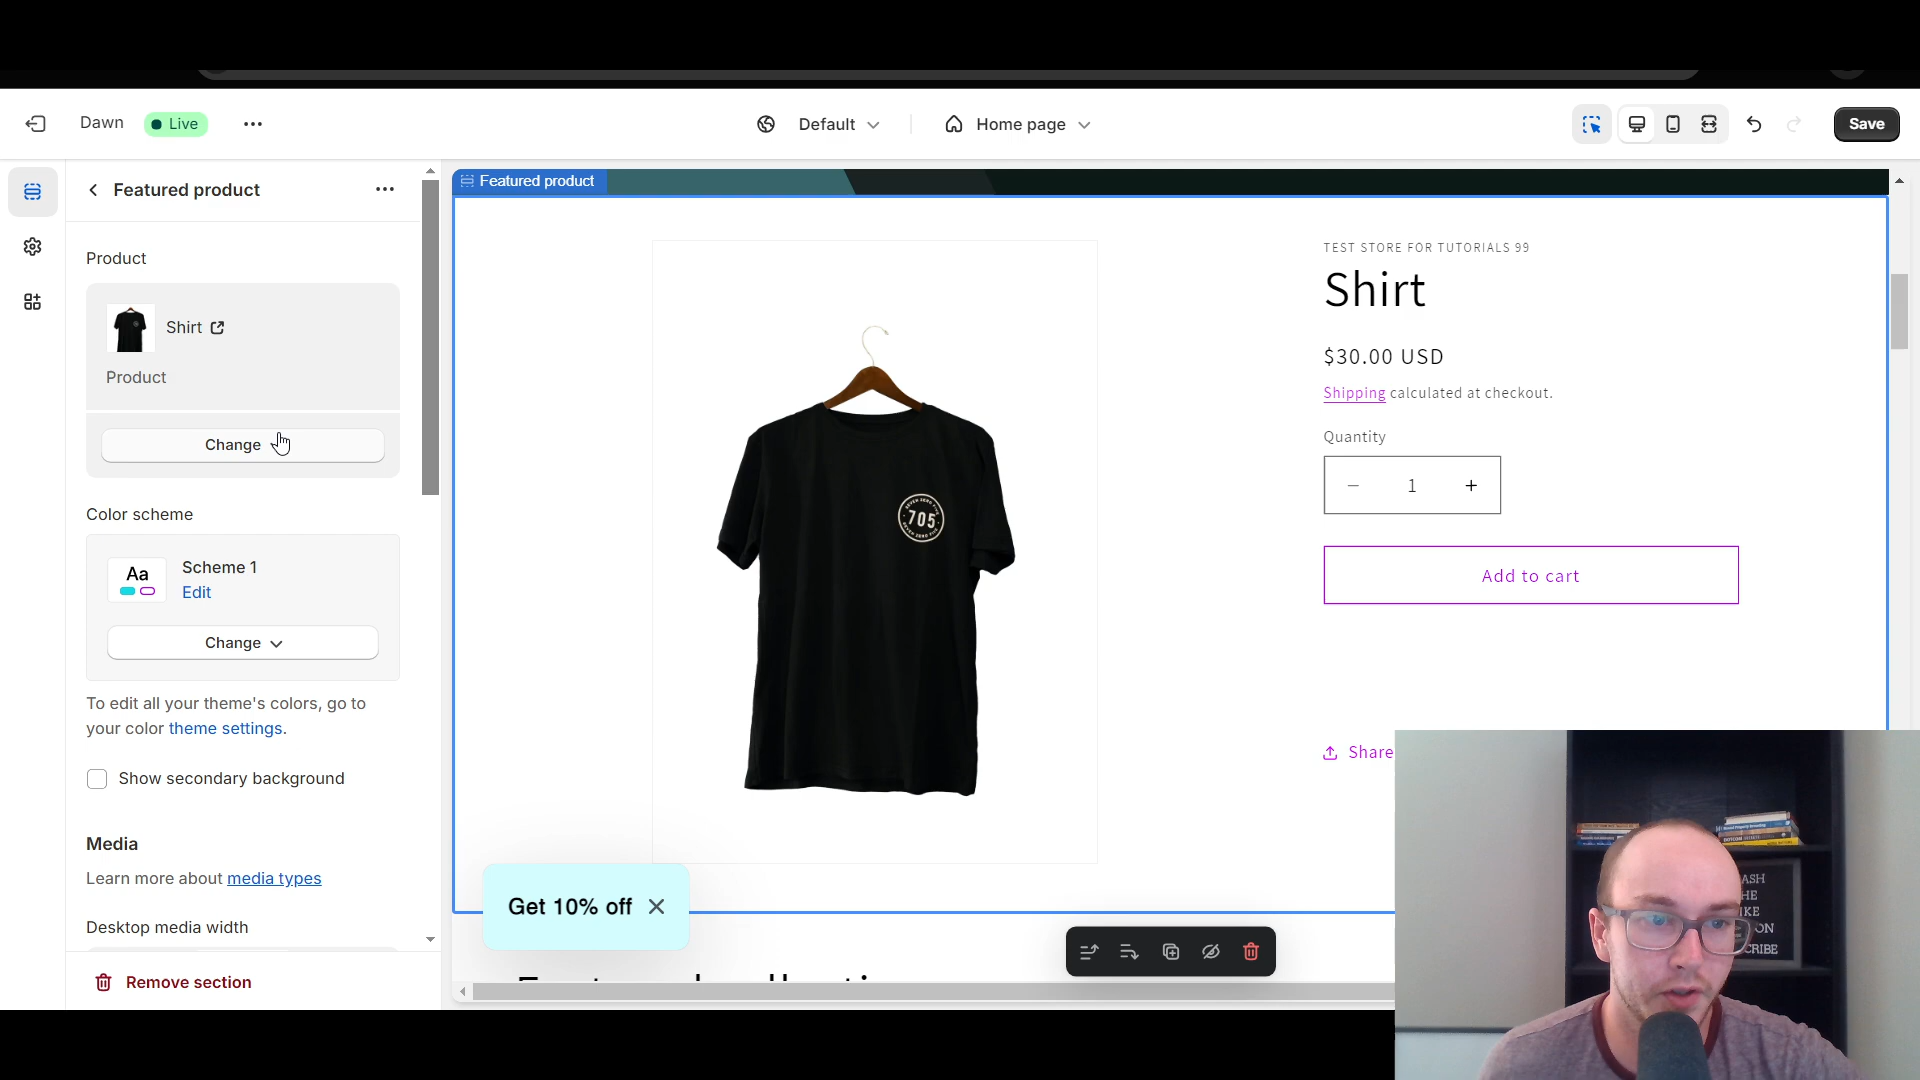 Dawn
Live
Default
Home page
Save
Featured product
Product
Shirt
Product
Change
Color scheme
Aa
Scheme 1
Edit
Change
To edit all your theme's colors, go to
your color theme settings.
Show secondary background
Media
Learn more about media types
Desktop media width
Remove section
Featured product
705
Get 10% off
TEST STORE FOR TUTORIALS 99
Shirt
$30.00 USD
Shipping calculated at checkout.
Quantity
1
Add to cart
Share